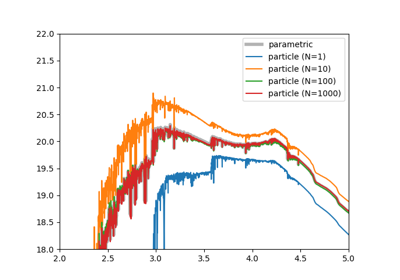 22.0
21.5
21.0
20.5
20.0
19.5
19.0
18.5
18.0
2.0 2.5 3.0 3.5 4.0 4.5 5.0
parametric
particle (N=1)
particle (N=10)
particle (N=100)
particle (N=1000)